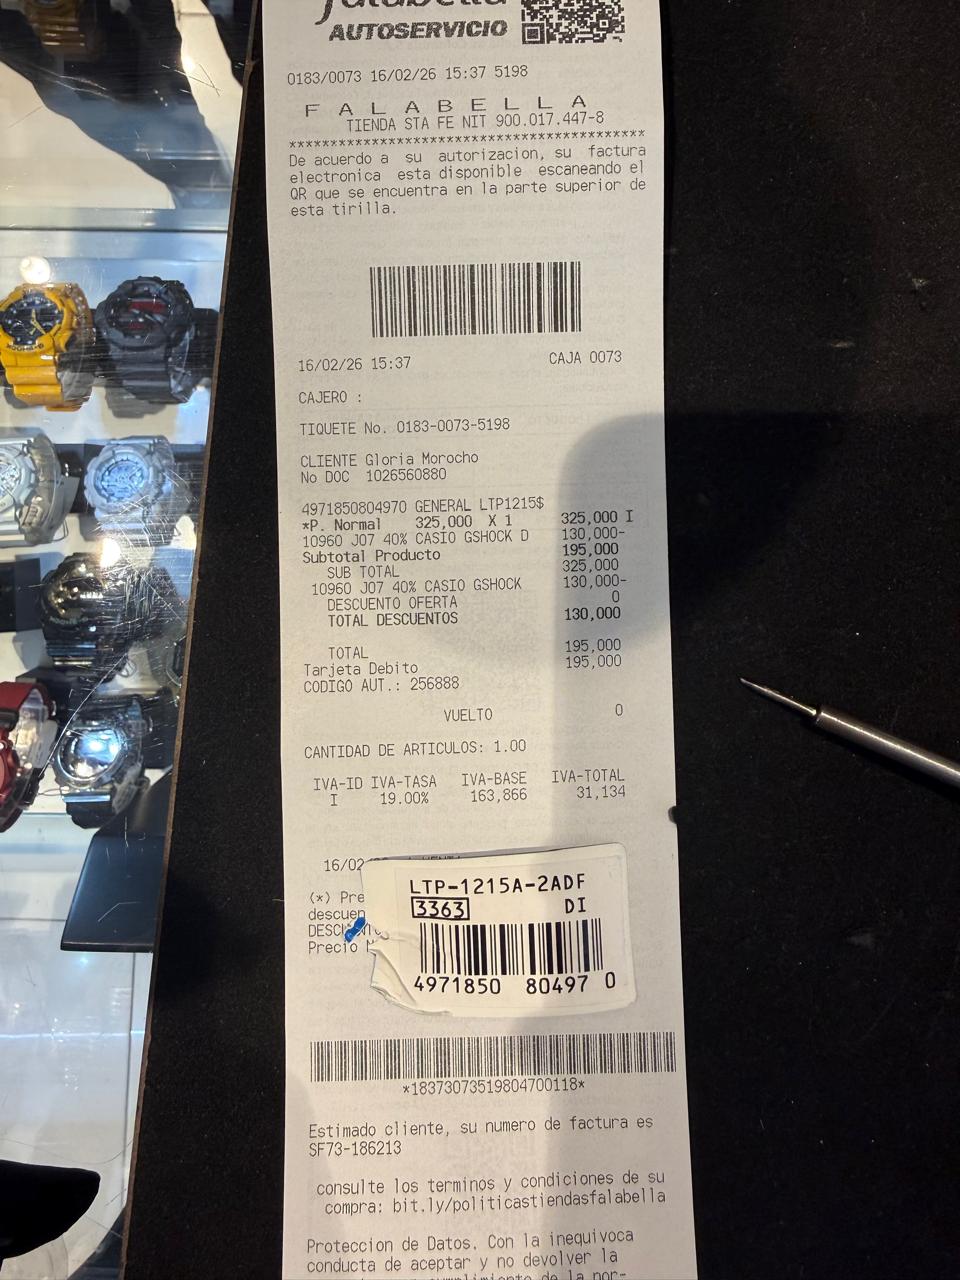 falabella
AUTOSERVICIO
0183/0073 16/02/26 15:37 5198
F A L A B E L L A
TIENDA STA FE NIT 900.017.447-8
************************************************
De acuerdo a su autorizacion, su factura
electronica esta disponible escaneando el
QR que se encuentra en la parte superior de
esta tirilla.
16/02/26 15:37 CAJA 0073
CAJERO :
TIQUETE No. 0183-0073-5198
CLIENTE Gloria Morocho
No DOC 1026560880
4971850804970 GENERAL LTP1215$
*P. Normal 325,000 X 1 325,000 I
10960 J07 40% CASIO GSHOCK D 130,000-
Subtotal Producto 195,000
SUB TOTAL 325,000
10960 J07 40% CASIO GSHOCK 130,000-
DESCUENTO OFERTA 0
TOTAL DESCUENTOS 130,000
TOTAL 195,000
Tarjeta Debito 195,000
CODIGO AUT.: 256888
VUELTO 0
CANTIDAD DE ARTICULOS: 1.00
IVA-ID IVA-TASA IVA-BASE IVA-TOTAL
I 19.00% 163,866 31,134
16/02
(*) Pre
descuen
Precio
LTP-1215A-2ADF
3363 DI
4971850 80497 0
*18373073519804700118*
Estimado cliente, su numero de factura es
SF73-186213
consulte los terminos y condiciones de su
compra: bit.ly/politicastiendasfalabella
Proteccion de Datos. Con la inequivoca
conducta de aceptar y no devolver la